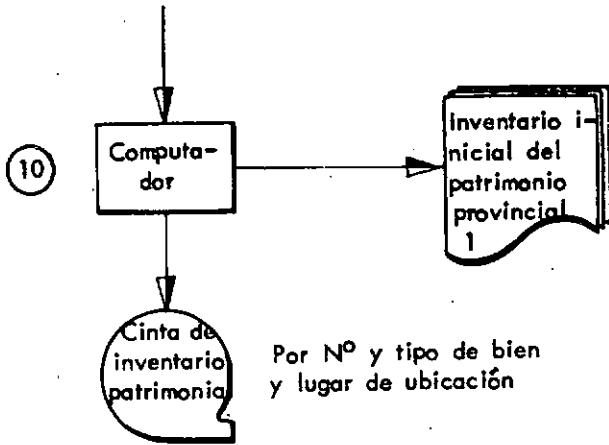 10
Computa-
dor
Inventario i-
nicial del
patrimonio
provincial
1
Cinta de
inventario
patrimonial
Por Nº y tipo de bien
y lugar de ubicación